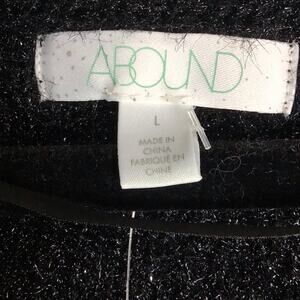 ABOUND
L
MADE IN
CHINA
FABRIQUÉ EN
CHINE